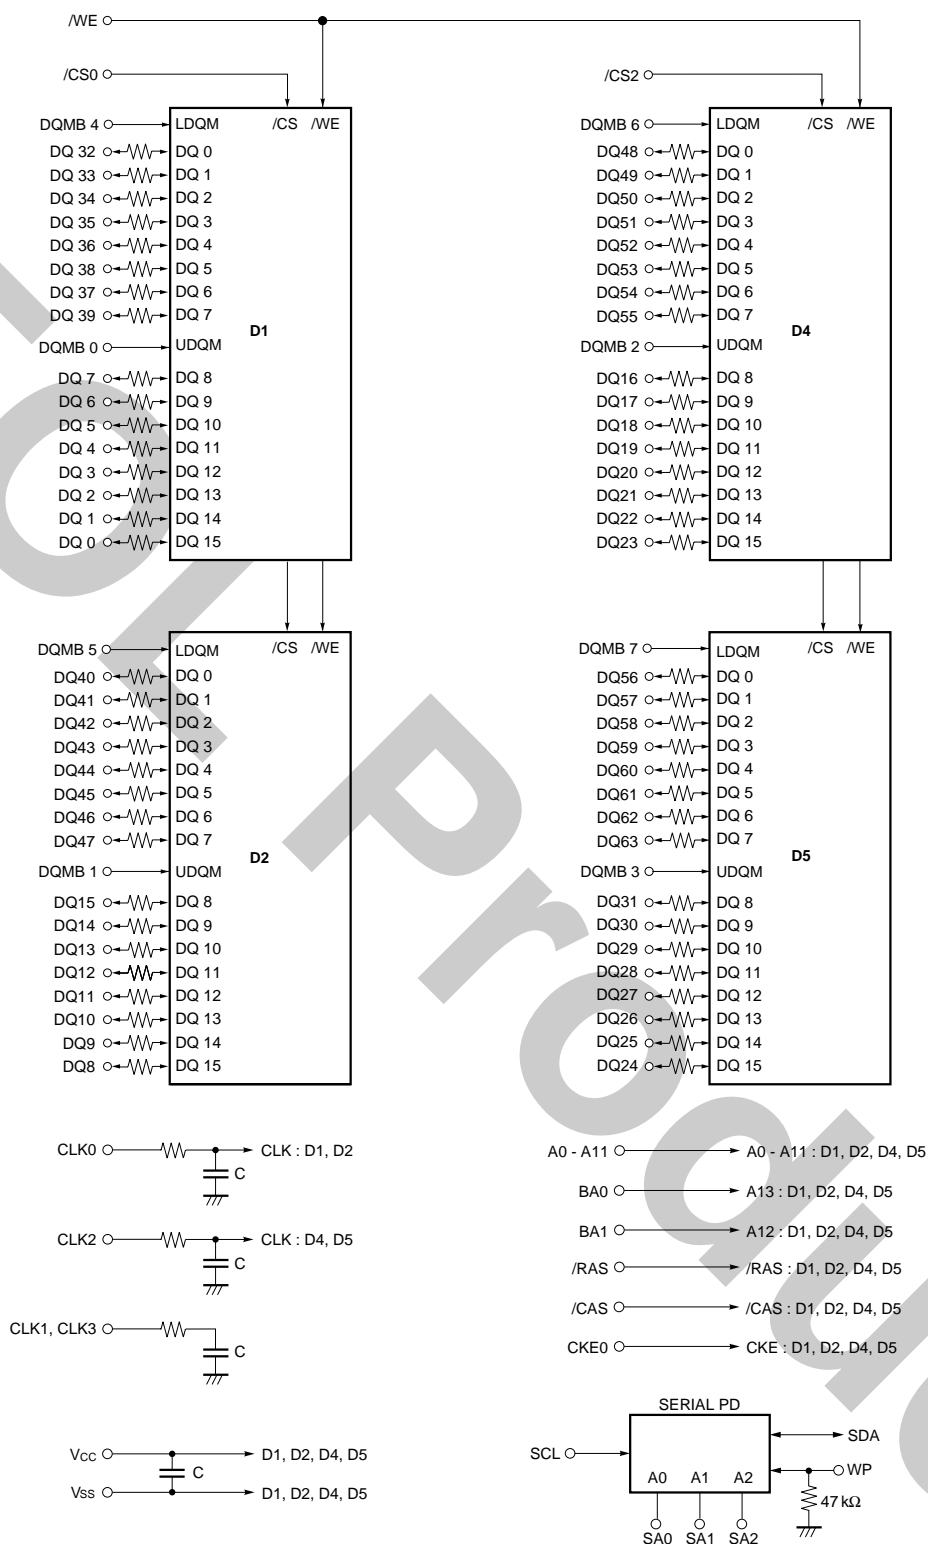 /WE
/CS0
DQMB 4 LDQM /CS /WE
DQ 32 DQ 0
DQ 33 DQ 1
DQ 34 DQ 2
DQ 35 DQ 3
DQ 36 DQ 4
DQ 38 DQ 5
DQ 37 DQ 6
DQ 39 DQ 7
D1
DQMB 0 UDQM
DQ 7 DQ 8
DQ 6 DQ 9
DQ 5 DQ 10
DQ 4 DQ 11
DQ 3 DQ 12
DQ 2 DQ 13
DQ 1 DQ 14
DQ 0 DQ 15
/CS2
DQMB 6 LDQM /CS /WE
DQ48 DQ 0
DQ49 DQ 1
DQ50 DQ 2
DQ51 DQ 3
DQ52 DQ 4
DQ53 DQ 5
DQ54 DQ 6
DQ55 DQ 7
D4
DQMB 2 UDQM
DQ16 DQ 8
DQ17 DQ 9
DQ18 DQ 10
DQ19 DQ 11
DQ20 DQ 12
DQ21 DQ 13
DQ22 DQ 14
DQ23 DQ 15
DQMB 5 LDQM /CS /WE
DQ40 DQ 0
DQ41 DQ 1
DQ42 DQ 2
DQ43 DQ 3
DQ44 DQ 4
DQ45 DQ 5
DQ46 DQ 6
DQ47 DQ 7
D2
DQMB 1 UDQM
DQ15 DQ 8
DQ14 DQ 9
DQ13 DQ 10
DQ12 DQ 11
DQ11 DQ 12
DQ10 DQ 13
DQ9 DQ 14
DQ8 DQ 15
DQMB 7 LDQM /CS /WE
DQ56 DQ 0
DQ57 DQ 1
DQ58 DQ 2
DQ59 DQ 3
DQ60 DQ 4
DQ61 DQ 5
DQ62 DQ 6
DQ63 DQ 7
D5
DQMB 3 UDQM
DQ31 DQ 8
DQ30 DQ 9
DQ29 DQ 10
DQ28 DQ 11
DQ27 DQ 12
DQ26 DQ 13
DQ25 DQ 14
DQ24 DQ 15
CLK0 CLK : D1, D2
C
CLK2 CLK : D4, D5
C
CLK1, CLK3
C
Vcc D1, D2, D4, D5
C
Vss D1, D2, D4, D5
A0 - A11 A0 - A11 : D1, D2, D4, D5
BA0 A13 : D1, D2, D4, D5
BA1 A12 : D1, D2, D4, D5
/RAS /RAS : D1, D2, D4, D5
/CAS /CAS : D1, D2, D4, D5
CKE0 CKE : D1, D2, D4, D5
SERIAL PD
SCL SDA
A0 A1 A2 WP
47 kΩ
SA0 SA1 SA2